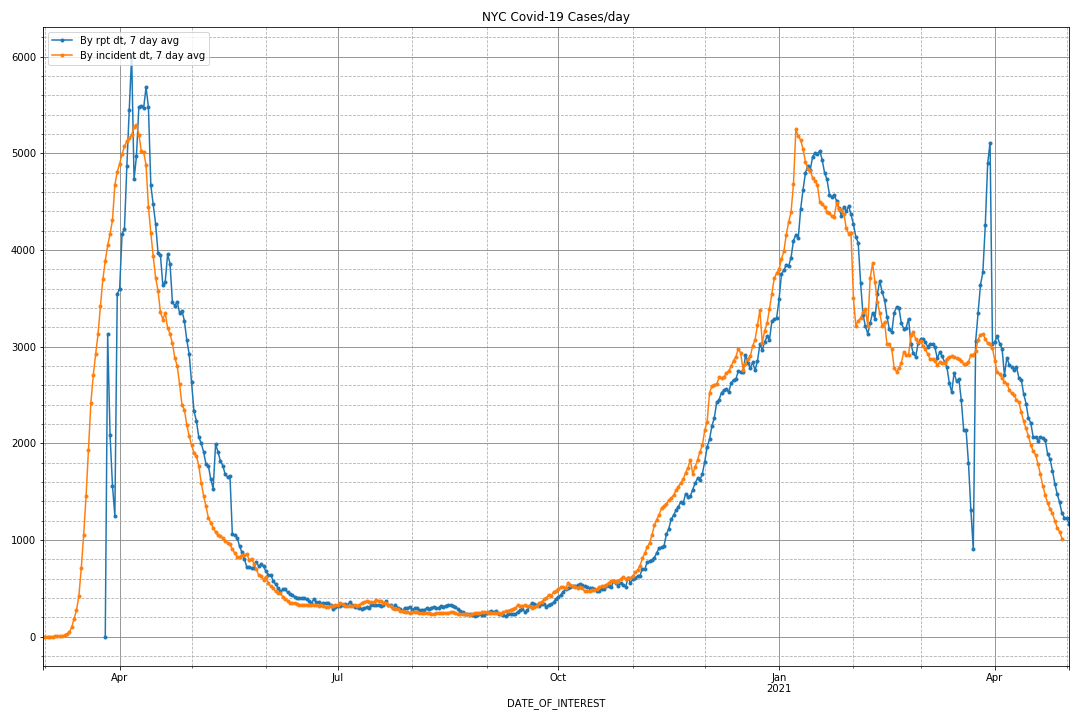 NYC Covid-19 Cases/day
By rpt dt, 7 day avg
By incident dt, 7 day avg
6000
5000
4000
3000
2000
1000
0
Apr
Jul
Oct
Jan
2021
Apr
DATE_OF_INTEREST